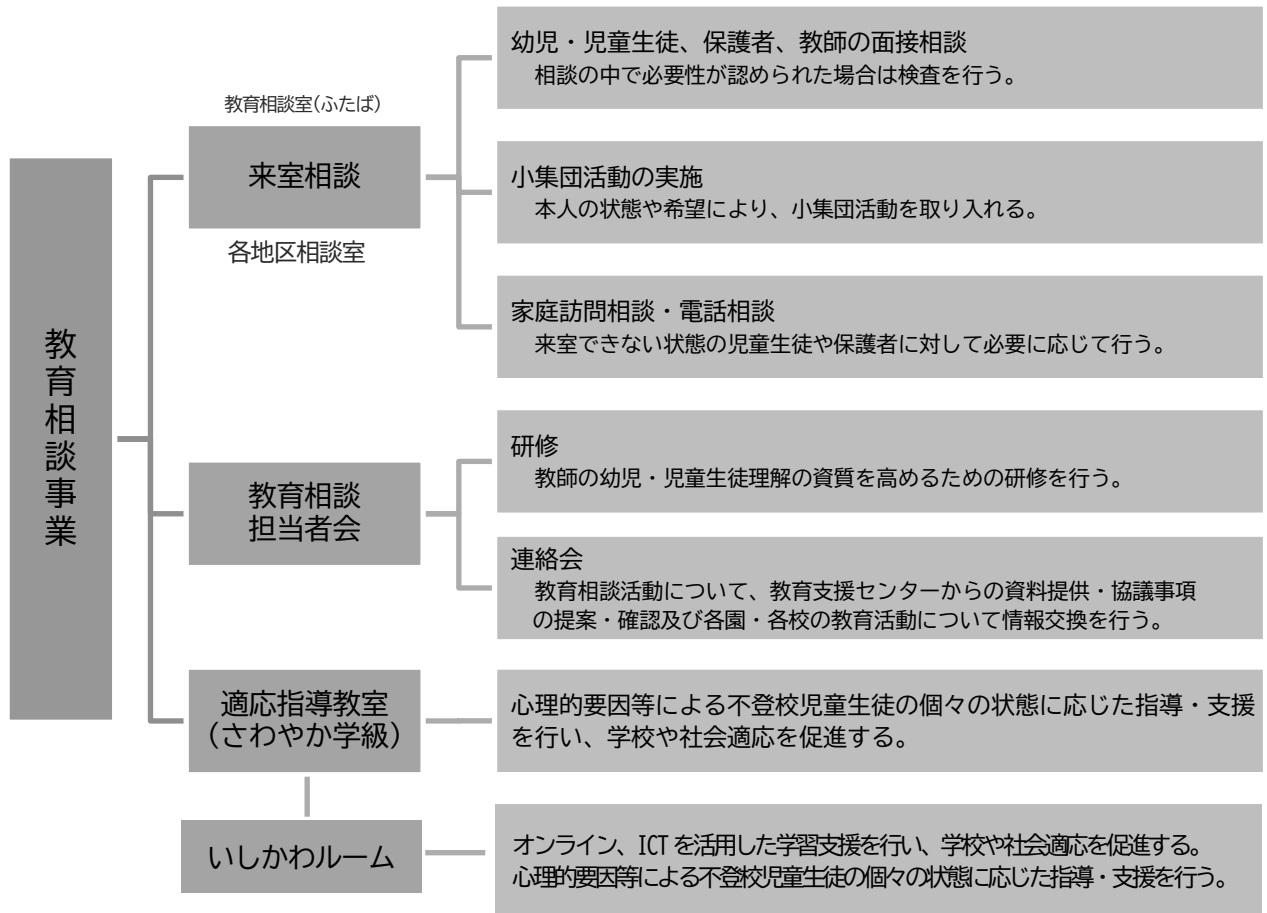 教育相談事業
教育相談室(ふたば)
来室相談
各地区相談室
幼児・児童生徒、保護者、教師の面接相談
相談の中で必要性が認められた場合は検査を行う。
小集団活動の実施
本人の状態や希望により、小集団活動を取り入れる。
家庭訪問相談・電話相談
来室できない状態の児童生徒や保護者に対して必要に応じて行う。
教育相談
担当者会
研修
教師の幼児・児童生徒理解の資質を高めるための研修を行う。
連絡会
教育相談活動について、教育支援センターからの資料提供・協議事項
の提案・確認及び各園・各校の教育活動について情報交換を行う。
適応指導教室
(さわやか学級)
心理的要因等による不登校児童生徒の個々の状態に応じた指導・支援
を行い、学校や社会適応を促進する。
いしかわルーム
オンライン、ICTを活用した学習支援を行い、学校や社会適応を促進する。
心理的要因等による不登校児童生徒の個々の状態に応じた指導・支援を行う。